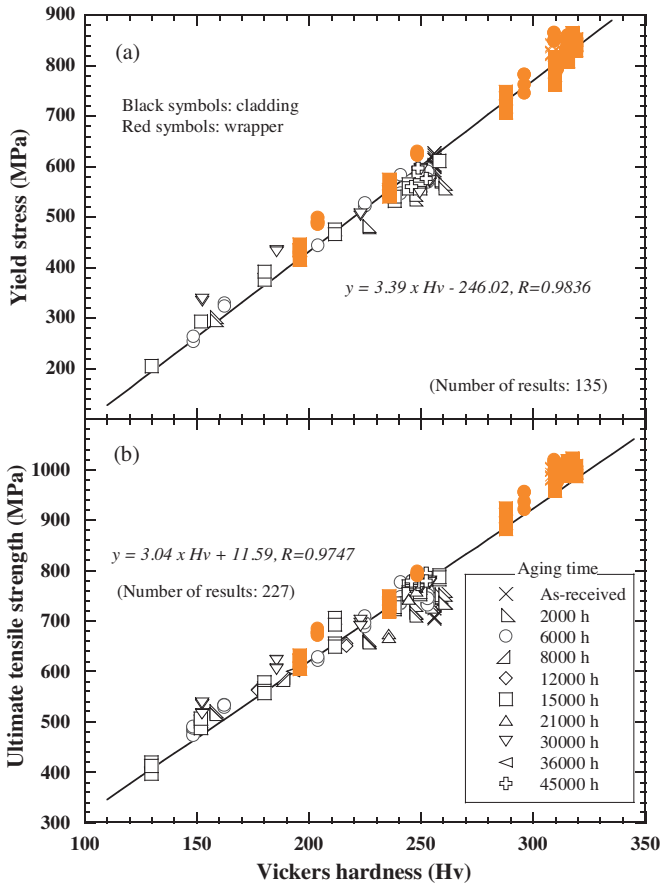 900
800
700
600
500
400
300
200
Yield stress (MPa)
(a)
Black symbols: cladding
Red symbols: wrapper
y = 3.39 x Hv - 246.02, R=0.9836
(Number of results: 135)
1000
900
800
700
600
500
400
300
Ultimate tensile strength (MPa)
(b)
y = 3.04 x Hv + 11.59, R=0.9747
(Number of results: 227)
Aging time
As-received
2000 h
6000 h
8000 h
12000 h
15000 h
21000 h
30000 h
36000 h
45000 h
100 150 200 250 300 350
Vickers hardness (Hv)